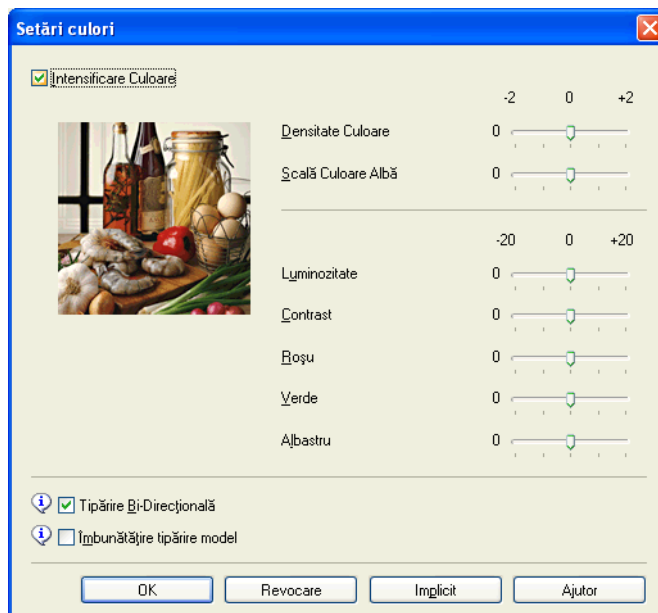 Setări culori
Intensificare Culoare
-2 0 +2
Densitate Culoare 0
Scală Culoare Albă 0
-20 0 +20
Luminozitate 0
Contrast 0
Roşu 0
Verde 0
Albastru 0
Tipărire Bi-Direcţională
Îmbunătăţire tipărire model
OK Revocare Implicit Ajutor